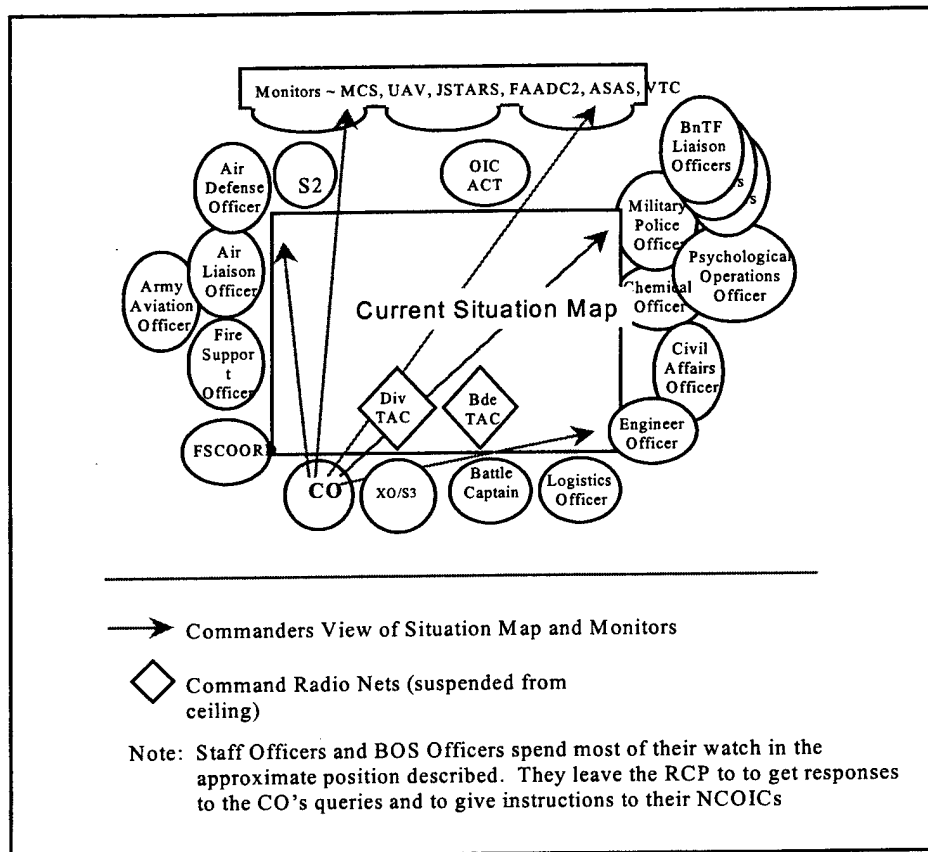 Monitors ~ MCS, UAV, JSTARS, FAADC2, ASAS, VTC
BnTF
Liaison
Officers
s
s
Air
Defense
Officer
S2
OIC
ACT
Military
Police
Officer
Air
Liaison
Officer
Army
Aviation
Officer
Psychological
Operations
Officer
Chemical
Officer
Current Situation Map
Fire
Suppor
t
Officer
Civil
Affairs
Officer
Div
TAC
Bde
TAC
Engineer
Officer
FSCOORD
CO
XO/S3
Battle
Captain
Logistics
Officer
Commanders View of Situation Map and Monitors
Command Radio Nets (suspended from
ceiling)
Note: Staff Officers and BOS Officers spend most of their watch in the
approximate position described. They leave the RCP to to get responses
to the CO's queries and to give instructions to their NCOICs